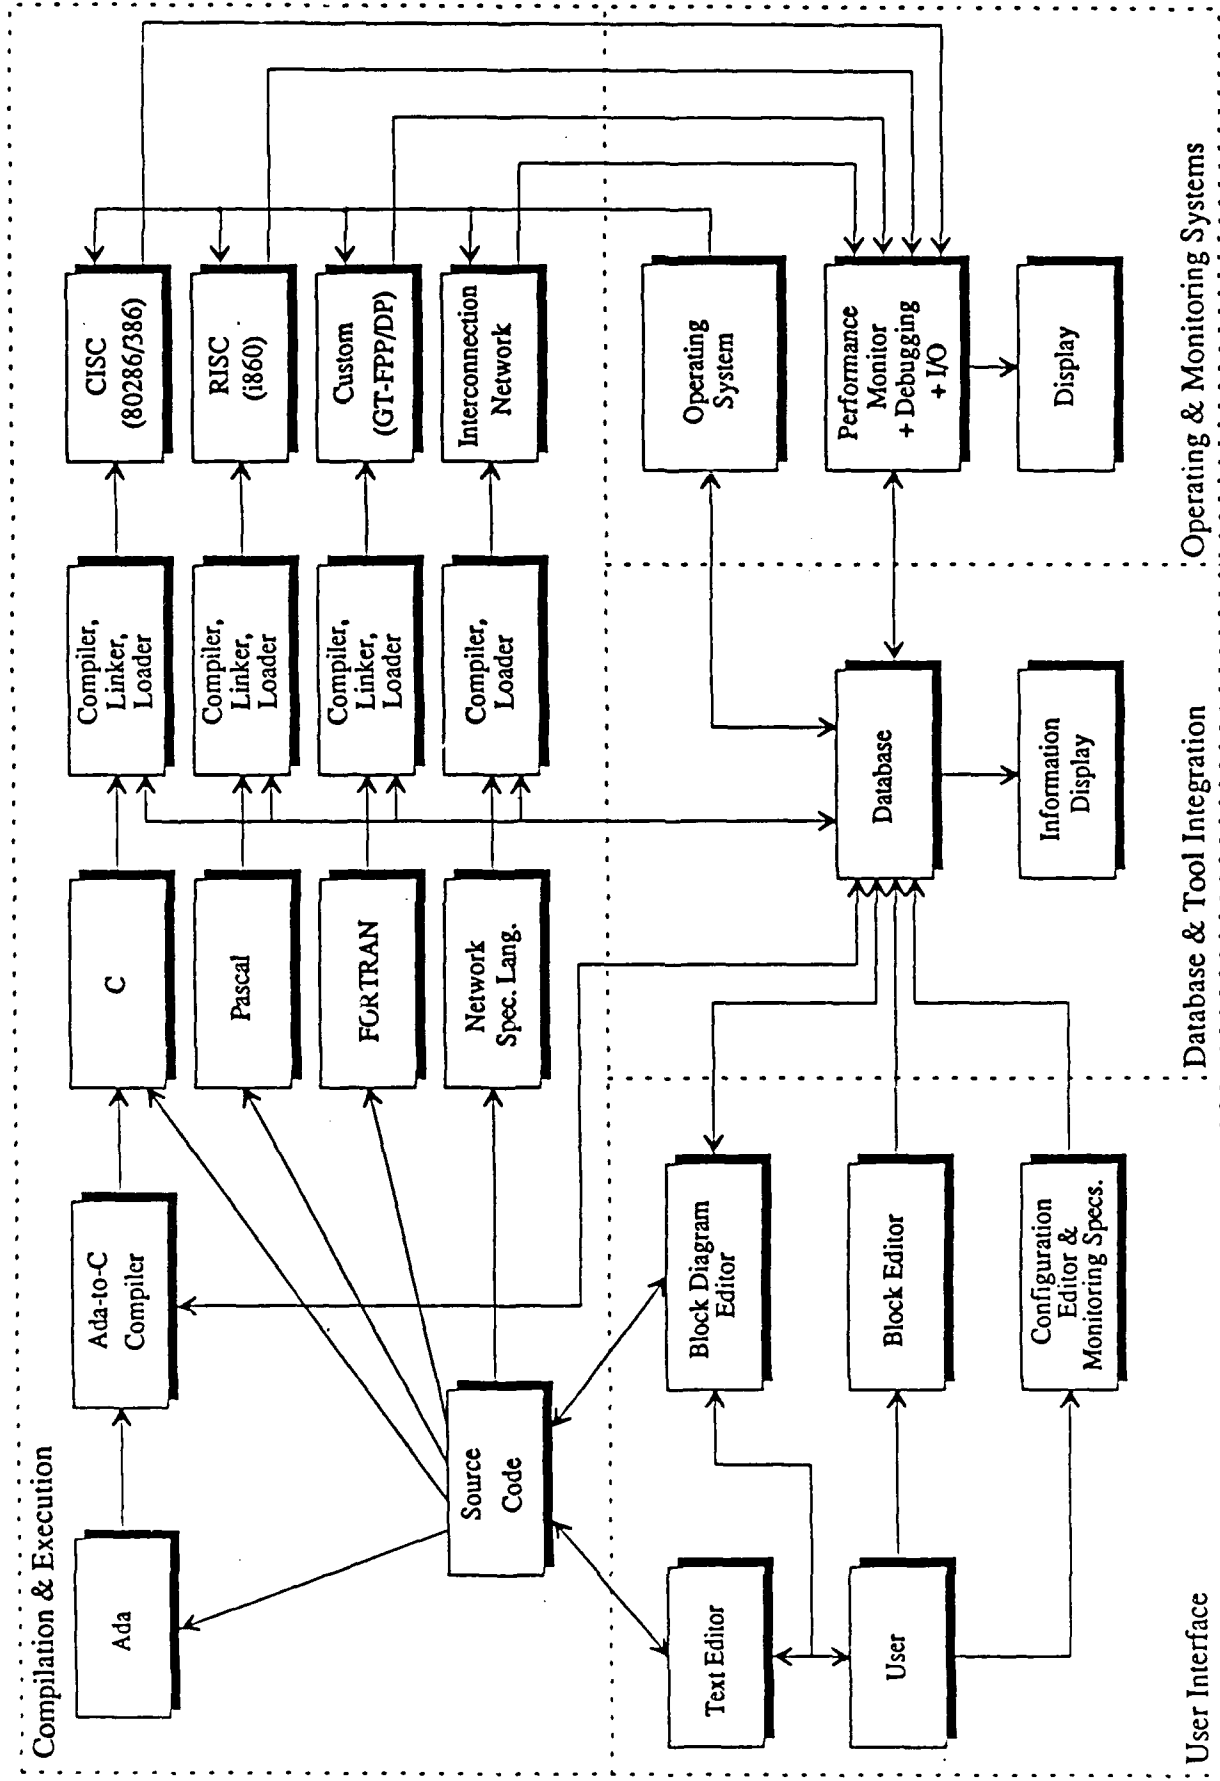 Compilation & Execution
Ada
Ada-to-C
Compiler
C
Compiler,
Linker,
Loader
CISC
(80286/386)
Pascal
Compiler,
Linker,
Loader
RISC
(i860)
FORTRAN
Compiler,
Linker,
Loader
Custom
(GT-FPP/DP)
Source
Code
Network
Spec. Lang.
Compiler,
Loader
Interconnection
Network
Text Editor
Block Diagram
Editor
Operating
System
User
Block Editor
Database
Performance
Monitor
+ Debugging
+ I/O
Configuration
Editor &
Monitoring Specs.
Information
Display
Display
User Interface
Database & Tool Integration
Operating & Monitoring Systems